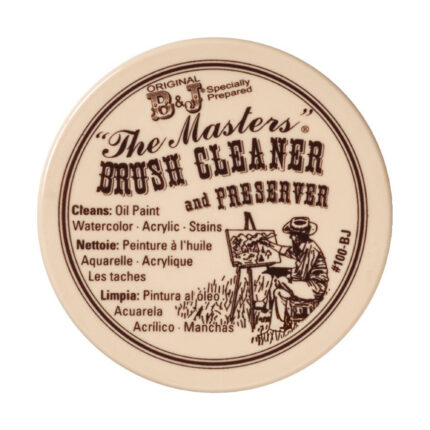 ORIGINAL
B&J Specially
Prepared
"The Masters"®
BRUSH CLEANER
and PRESERVER
Cleans: Oil Paint
Watercolor · Acrylic · Stains
Nettoie: Peinture à l'huile
Aquarelle · Acrylique
Les taches
Limpia: Pintura al óleo
Acuarela
Acrílico · Manchas
#100-BJ